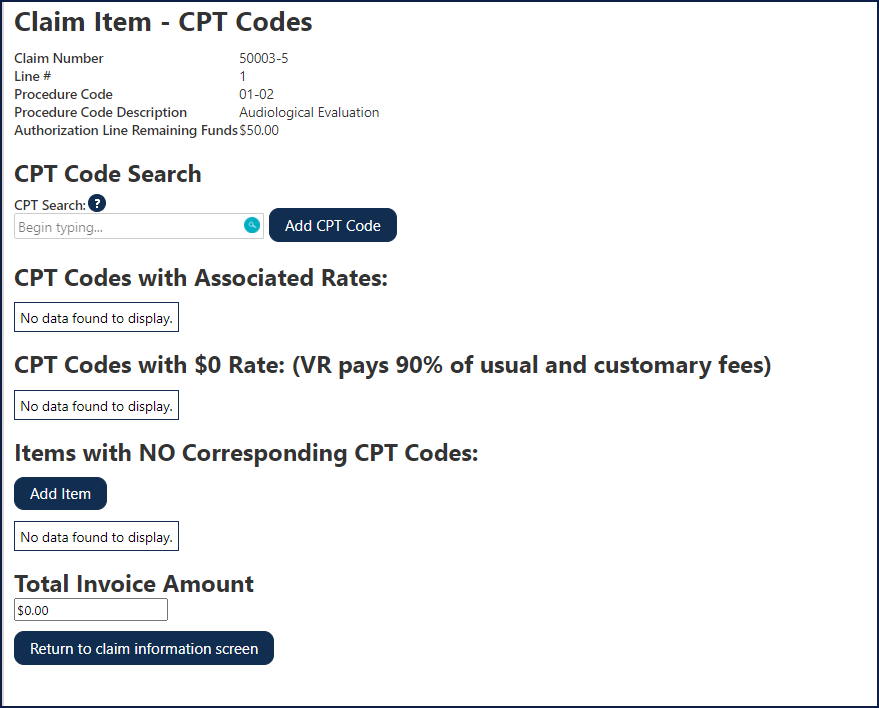 Claim Item - CPT Codes
Claim Number 50003-5
Line # 1
Procedure Code 01-02
Procedure Code Description Audiological Evaluation
Authorization Line Remaining Funds $50.00
CPT Code Search
CPT Search: ?
Begin typing... Add CPT Code
CPT Codes with Associated Rates:
No data found to display.
CPT Codes with $0 Rate: (VR pays 90% of usual and customary fees)
No data found to display.
Items with NO Corresponding CPT Codes:
Add Item
No data found to display.
Total Invoice Amount
$0.00
Return to claim information screen